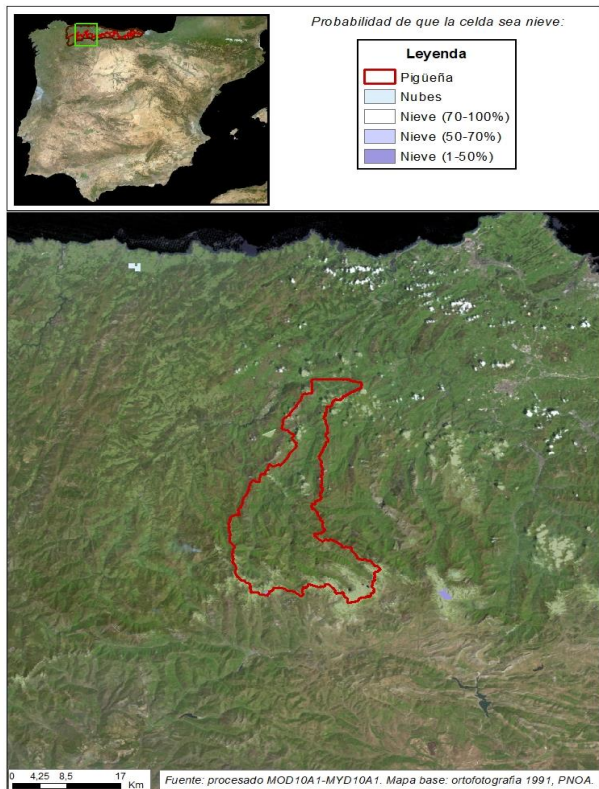 Probabilidad de que la celda sea nieve:
Leyenda
Pigüeña
Nubes
Nieve (70-100%)
Nieve (50-70%)
Nieve (1-50%)
0 4,25 8,5 17
Km
Fuente: procesado MOD10A1-MYD10A1. Mapa base: ortofotografia 1991, PNOA.